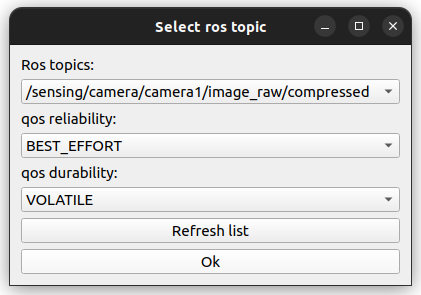 Select ros topic
Ros topics:
/sensing/camera/camera1/image_raw/compressed
qos reliability:
BEST_EFFORT
qos durability:
VOLATILE
Refresh list
Ok